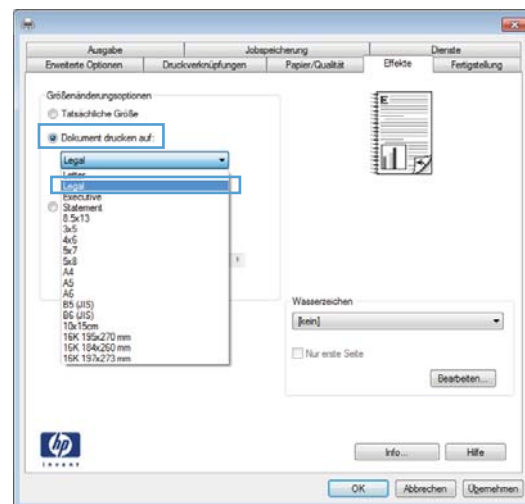 Ausgabe Jobspeicherung Dienste
Erweiterte Optionen Druckverknüpfungen Papier/Qualität Effekte Fertigstellung
Größenänderungsoptionen
Tatsächliche Größe
Dokument drucken auf:
Legal
Letter
Legal
Executive
Statement
8.5x13
3x5
4x6
5x7
5x8
A4
A5
A6
B5 (JIS)
B6 (JIS)
10x15cm
16K 195x270 mm
16K 184x260 mm
16K 197x273 mm
E
Wasserzeichen
[kein]
Nur erste Seite
Bearbeiten...
hp
invent
Info... Hilfe
OK Abbrechen Übernehmen